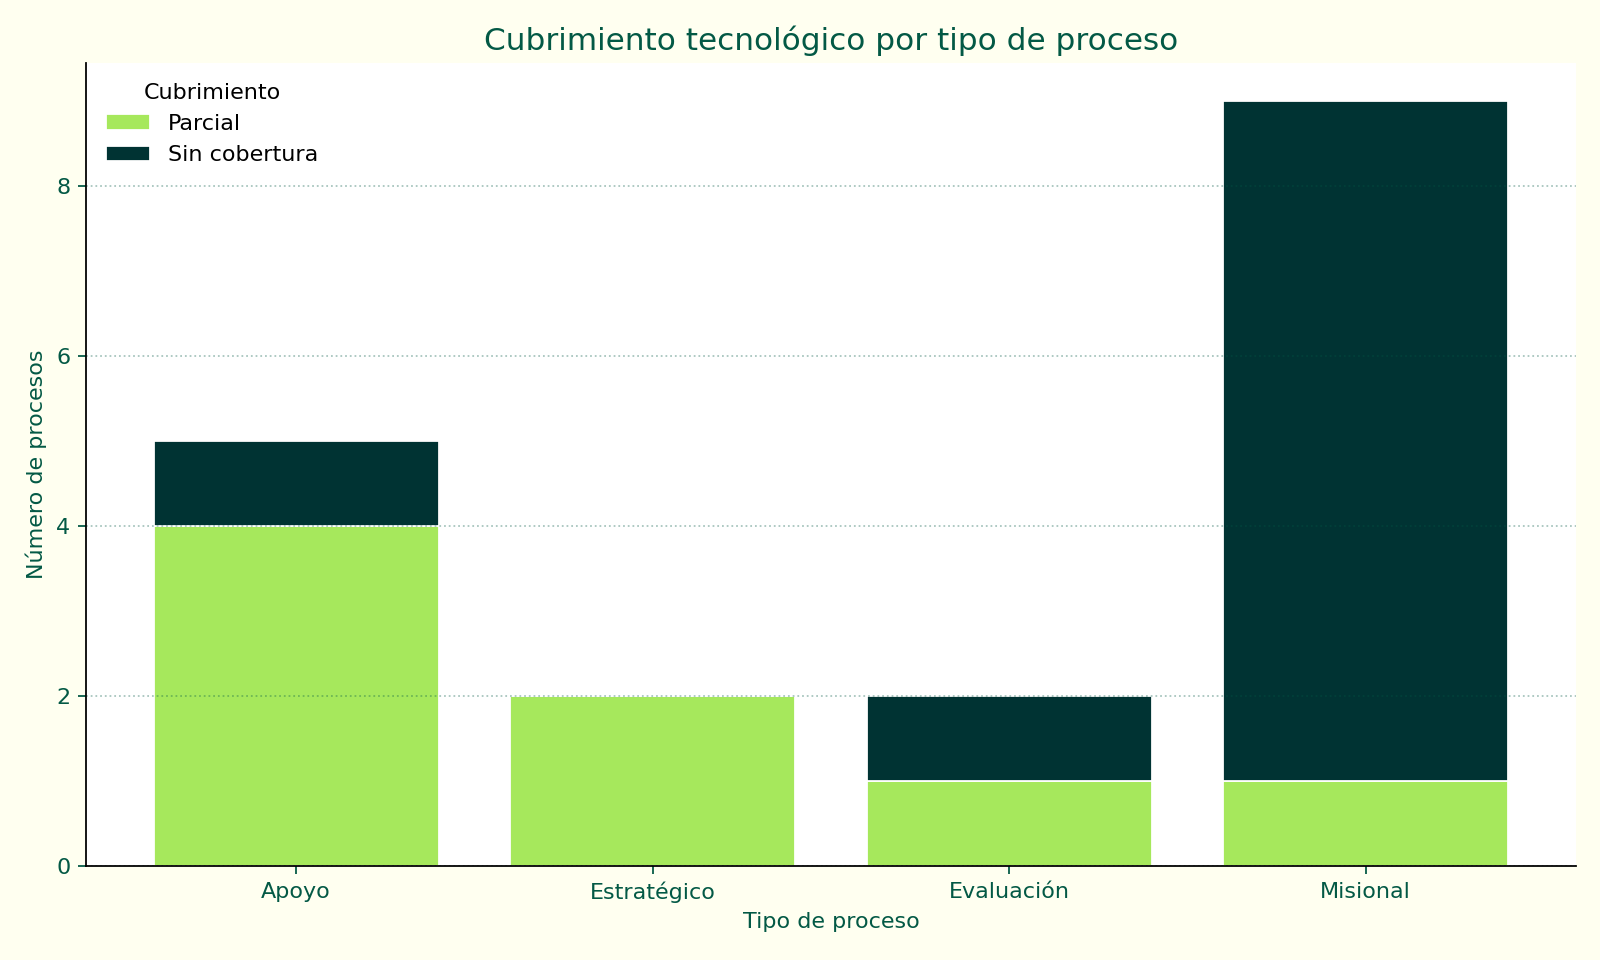 Cubrimiento tecnológico por tipo de proceso
Cubrimiento
Parcial
Sin cobertura
Número de procesos
8
6
4
2
0
Apoyo
Estratégico
Evaluación
Misional
Tipo de proceso